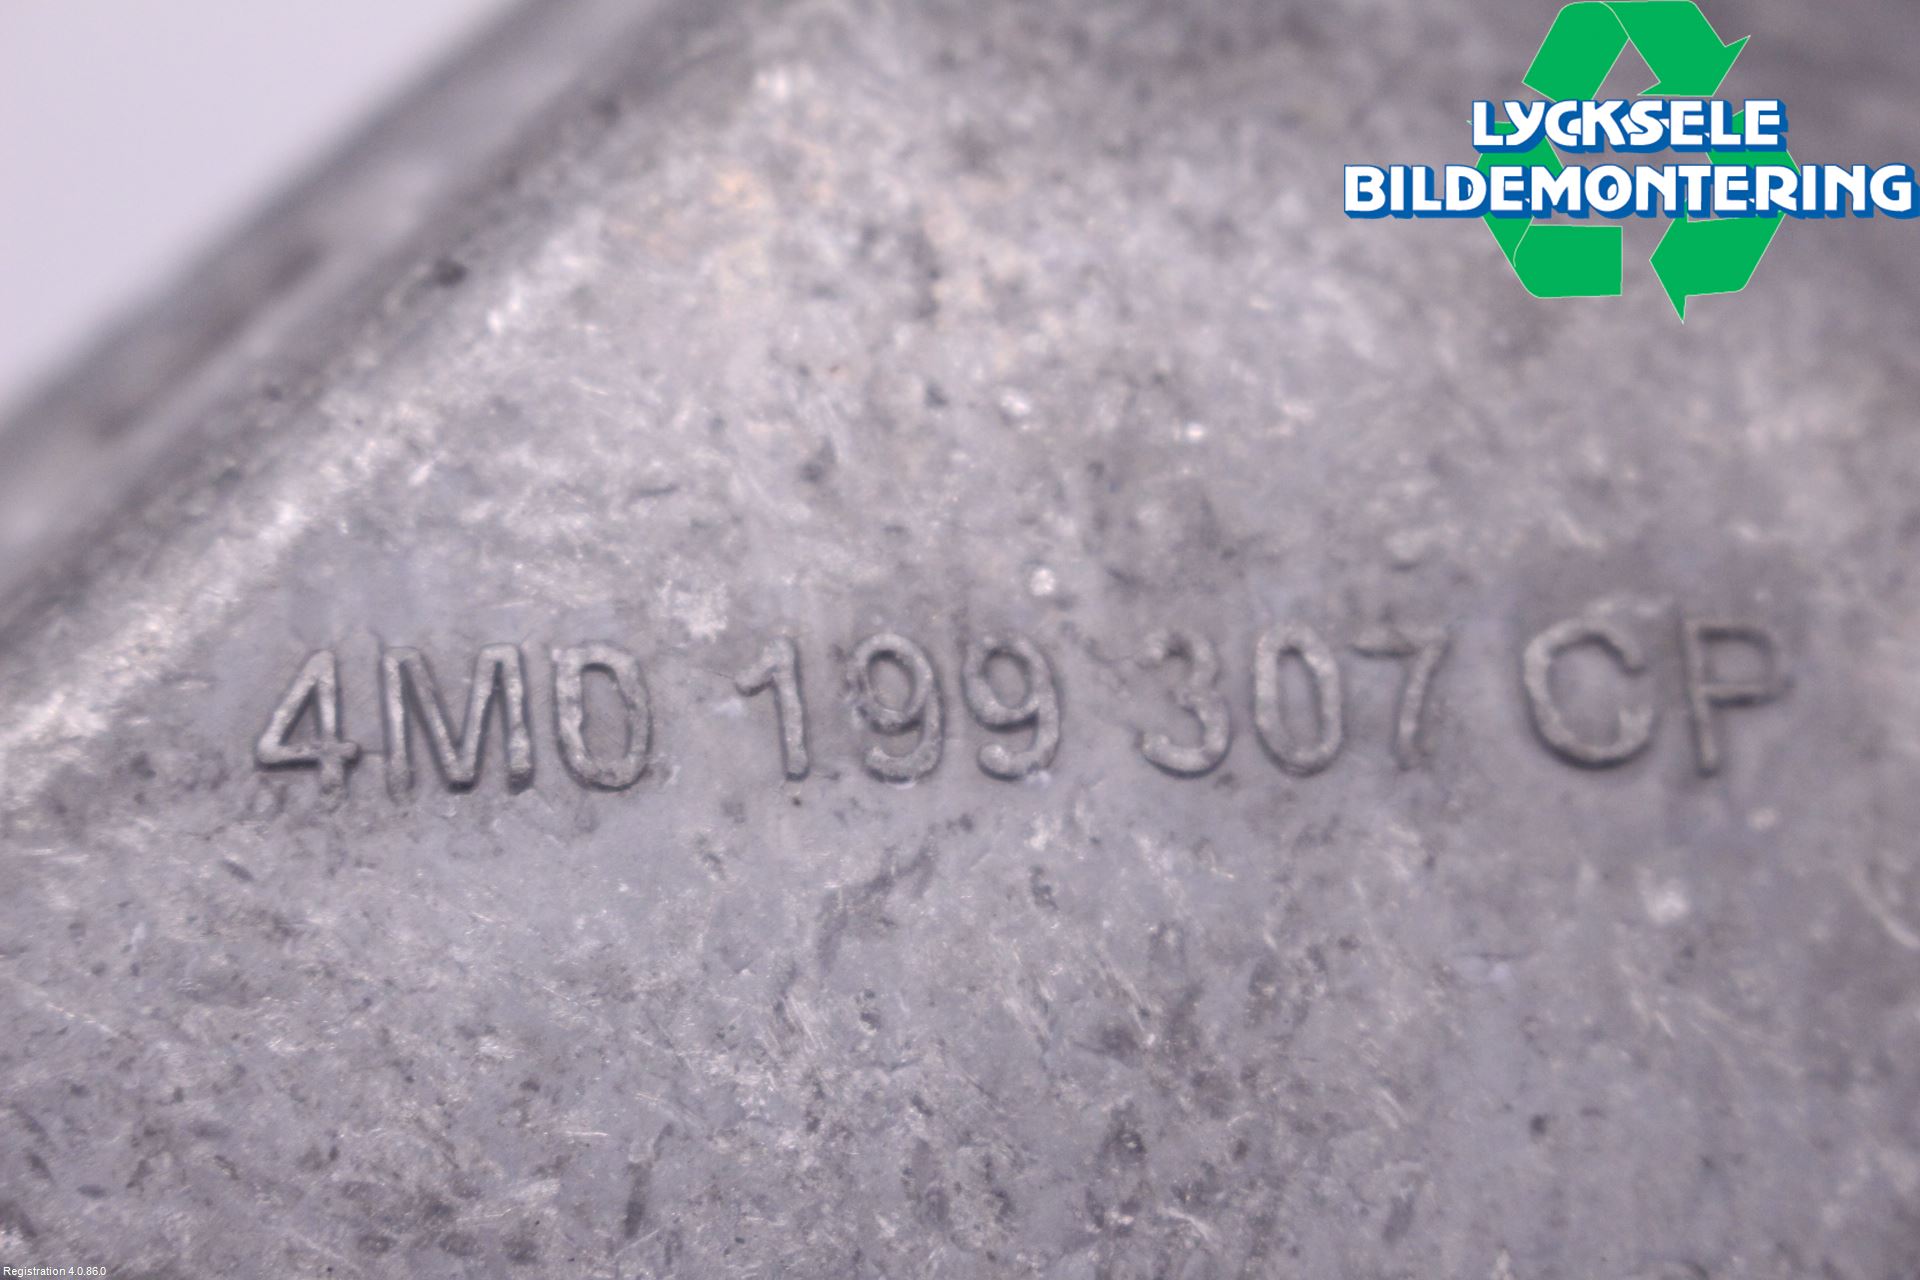 LYCKSELE
BILDEMONTERING
4M0 199 307 CP
Registration 4.0.86.0